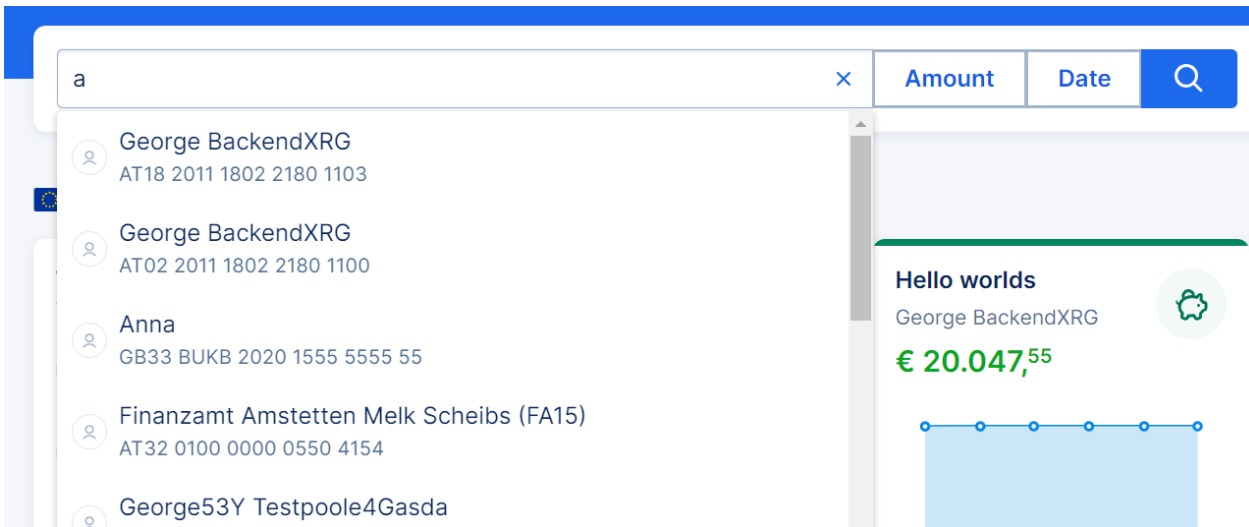 a
Amount
Date
George BackendXRG
AT18 2011 1802 2180 1103
George BackendXRG
AT02 2011 1802 2180 1100
Anna
GB33 BUKB 2020 1555 5555 55
Finanzamt Amstetten Melk Scheibs (FA15)
AT32 0100 0000 0550 4154
George53Y Testpoole4Gasda
Hello worlds
George BackendXRG
€ 20.047,55